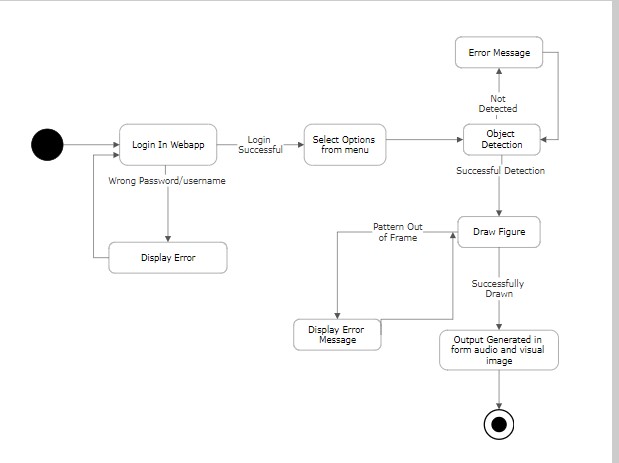 Error Message
Not
Detected
Login In Webapp
Login
Successful
Select Options
from menu
Object
Detection
Wrong Password/username
Successful Detection
Pattern Out
of Frame
Draw Figure
Display Error
Successfully
Drawn
Display Error
Message
Output Generated in
form audio and visual
image